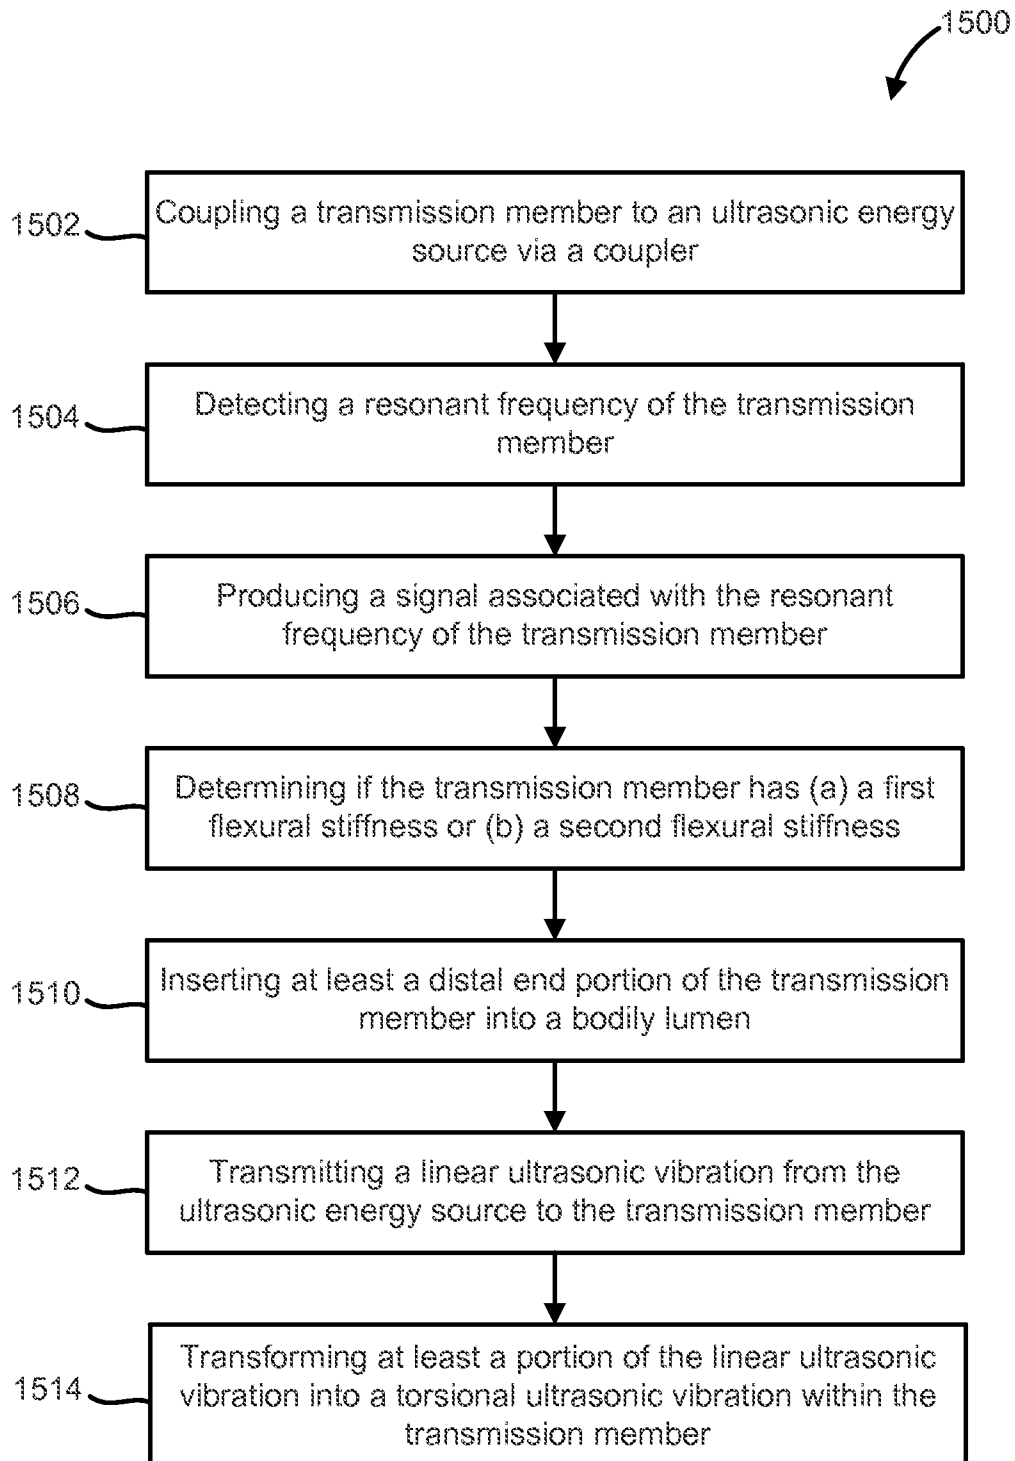 1500
1502
Coupling a transmission member to an ultrasonic energy
source via a coupler
1504
Detecting a resonant frequency of the transmission
member
1506
Producing a signal associated with the resonant
frequency of the transmission member
1508
Determining if the transmission member has (a) a first
flexural stiffness or (b) a second flexural stiffness
1510
Inserting at least a distal end portion of the transmission
member into a bodily lumen
1512
Transmitting a linear ultrasonic vibration from the
ultrasonic energy source to the transmission member
1514
Transforming at least a portion of the linear ultrasonic
vibration into a torsional ultrasonic vibration within the
transmission member